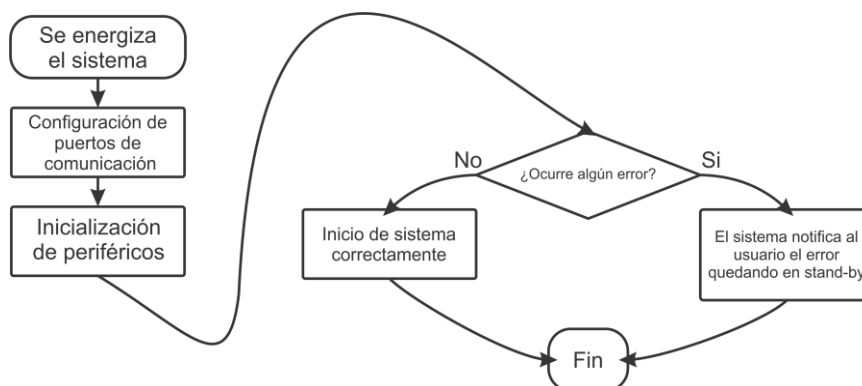 Se energiza
el sistema
Configuración de
puertos de
comunicación
Inicialización
de periféricos
¿Ocurre algún error?
No
Si
Inicio de sistema
correctamente
El sistema notifica al
usuario el error
quedando en stand-by
Fin